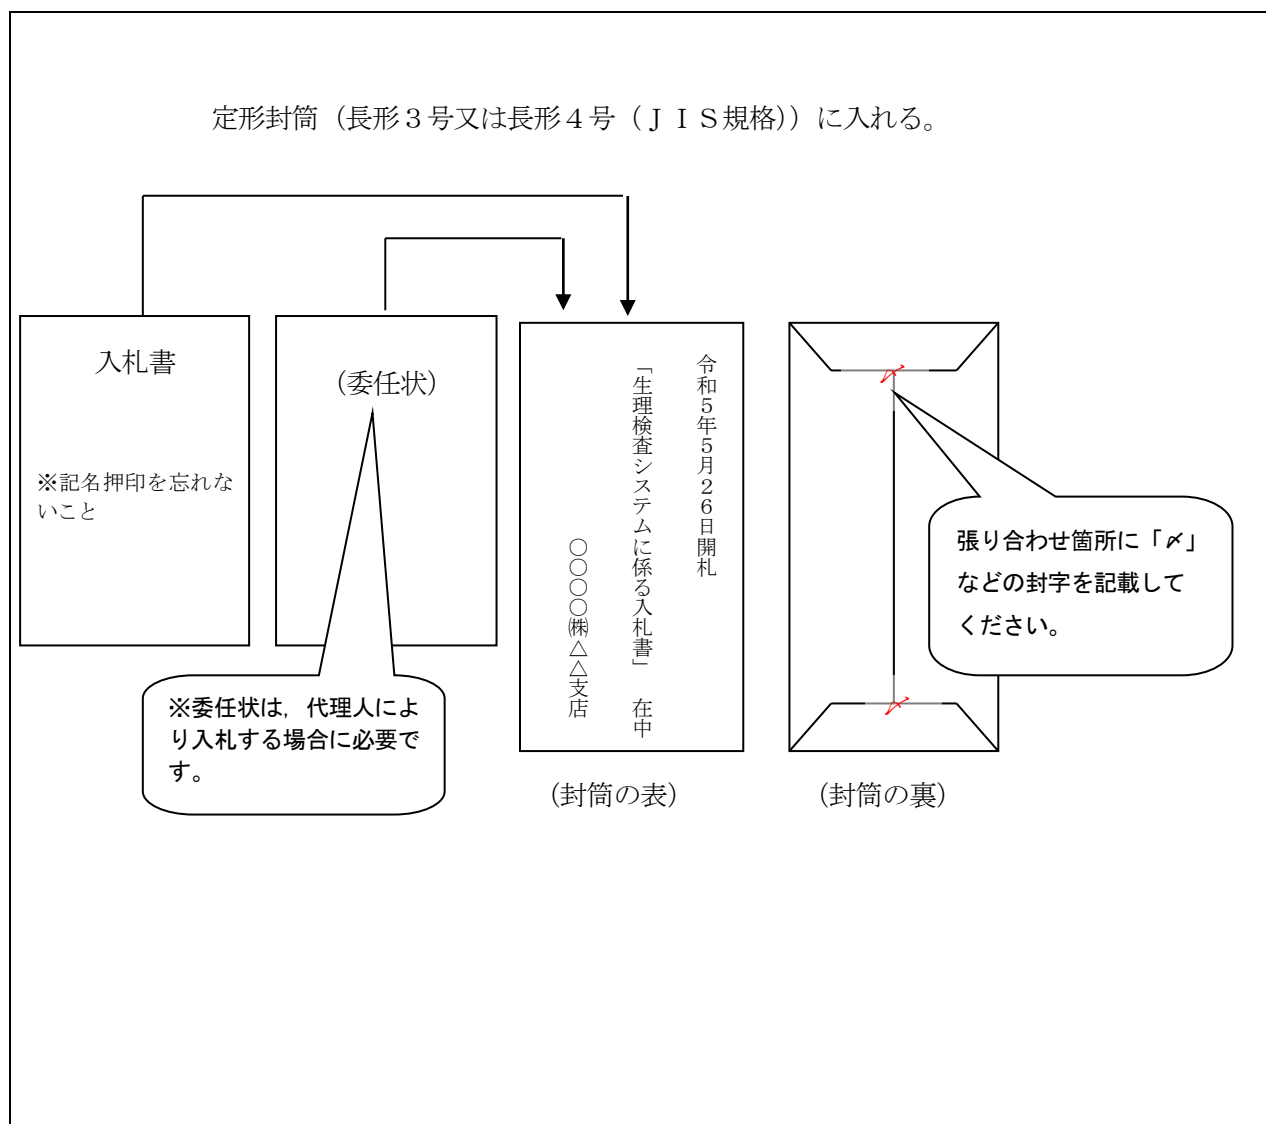 定形封筒（長形３号又は長形４号（ＪＩＳ規格））に入れる。
入札書
※記名押印を忘れな
いこと
（委任状）
※委任状は，代理人によ
り入札する場合に必要で
す。
令和５年５月２６日開札
「生理検査システムに係る入札書」　在中
〇〇〇〇㈱△△支店
（封筒の表）
〆
張り合わせ箇所に「〆」
などの封字を記載して
ください。
〆
（封筒の裏）